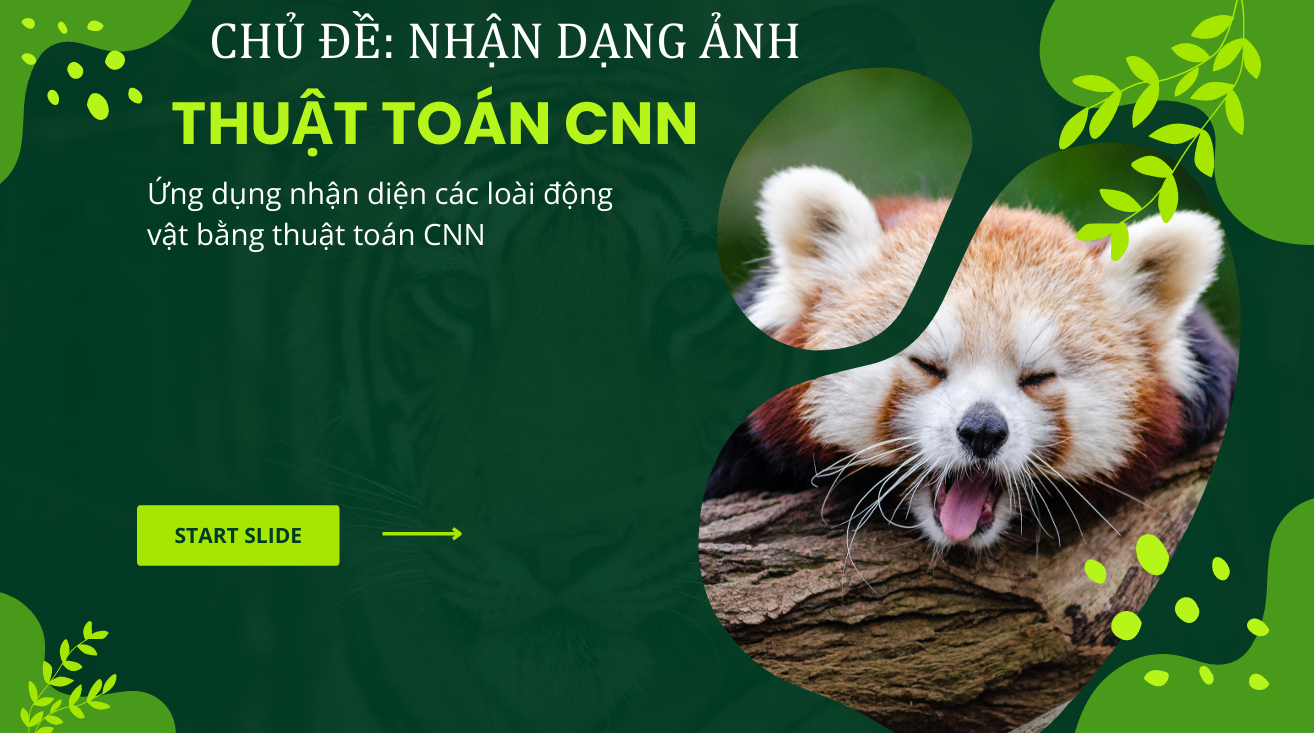 CHỦ ĐỀ: NHẬN DẠNG ẢNH
THUẬT TOÁN CNN
Ứng dụng nhận diện các loài động
vật bằng thuật toán CNN
START SLIDE